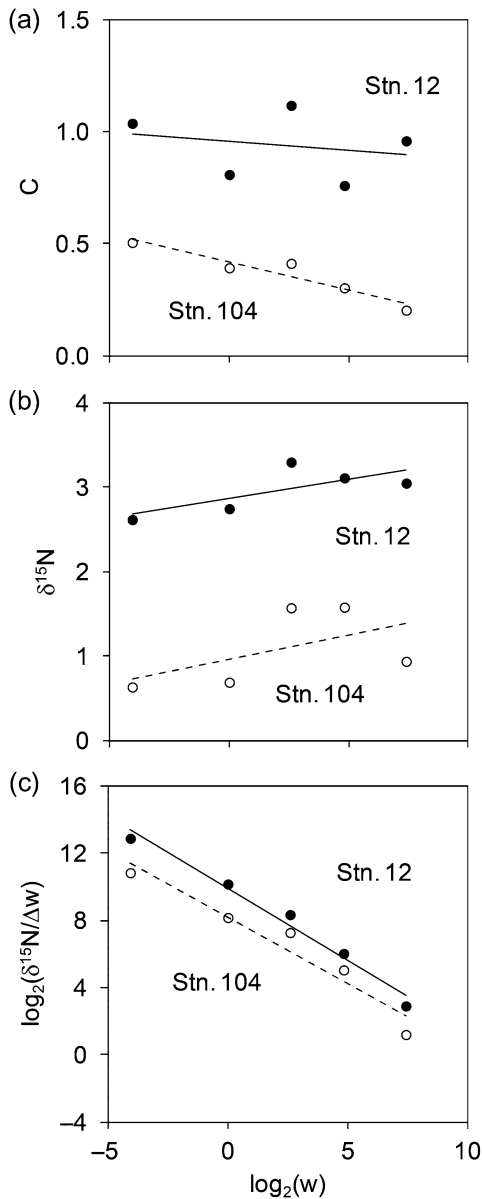 (a)
1.5
1.0
0.5
0.0
C
Stn. 12
Stn. 104
(b)
4
3
2
1
0
δ¹⁵N
Stn. 12
Stn. 104
(c)
16
12
8
4
0
–4
log₂(δ¹⁵N/Δw)
Stn. 12
Stn. 104
–5 0 5 10
log₂(w)